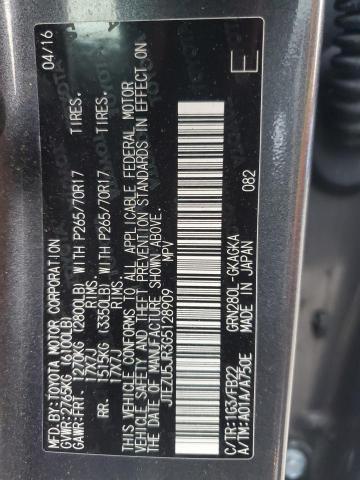 MFD. BY: TOYOTA MOTOR CORPORATION 04/16
GVWR: 2765KG (6100LB)
GAWR: FRT. 1270KG (2800LB) WITH P265/70R17 TIRES,
17X7J RIMS.
RR. 1515KG (3350LB) WITH P265/70R17 TIRES,
17X7J RIMS.
THIS VEHICLE CONFORMS TO ALL APPLICABLE FEDERAL MOTOR
VEHICLE SAFETY AND THEFT PREVENTION STANDARDS IN EFFECT
ON THE DATE OF MANUFACTURE SHOWN ABOVE.
JTEZU5JR3G5128909 MPV
082 E
C/TR: 1G3/FB22 GRN280L-GKAGKA
A/TM: A01A/A750E MADE IN JAPAN
TOYOTA